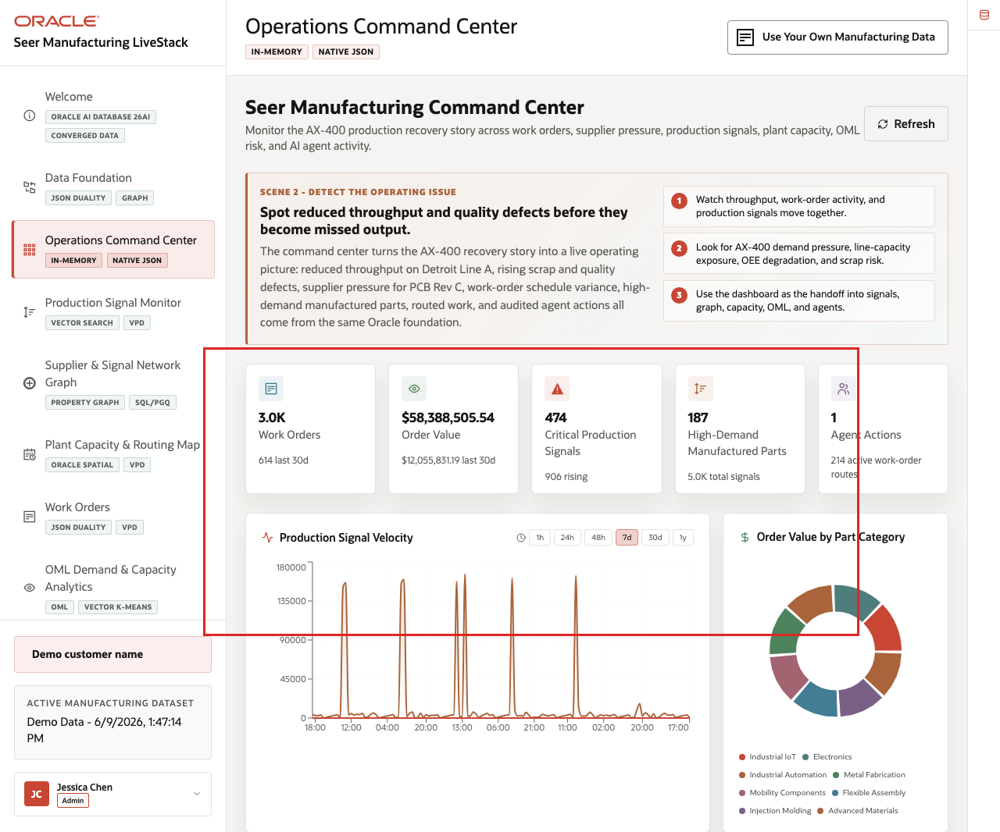 ORACLE
Seer Manufacturing LiveStack
Welcome
ORACLE AI DATABASE 26AI
CONVERGED DATA
Data Foundation
JSON DUALITY
GRAPH
Operations Command Center
IN-MEMORY
NATIVE JSON
Production Signal Monitor
VECTOR SEARCH
VPD
Supplier & Signal Network
Graph
PROPERTY GRAPH
SQL/PGQ
Plant Capacity & Routing Map
ORACLE SPATIAL
VPD
Work Orders
JSON DUALITY
VPD
OML Demand & Capacity
Analytics
OML
VECTOR K-MEANS
Demo customer name
ACTIVE MANUFACTURING DATASET
Demo Data - 6/9/2026, 1:47:14
PM
JC
Jessica Chen
Admin
Operations Command Center
IN-MEMORY
NATIVE JSON
Use Your Own Manufacturing Data
Seer Manufacturing Command Center
Monitor the AX-400 production recovery story across work orders, supplier pressure, production signals, plant capacity, OML
risk, and AI agent activity.
Refresh
SCENE 2 - DETECT THE OPERATING ISSUE
Spot reduced throughput and quality defects before they
become missed output.
The command center turns the AX-400 recovery story into a live operating
picture: reduced throughput on Detroit Line A, rising scrap and quality
defects, supplier pressure for PCB Rev C, work-order schedule variance, high-
demand manufactured parts, routed work, and audited agent actions all
come from the same Oracle foundation.
1
Watch throughput, work-order activity, and
production signals move together.
2
Look for AX-400 demand pressure, line-capacity
exposure, OEE degradation, and scrap risk.
3
Use the dashboard as the handoff into signals,
graph, capacity, OML, and agents.
3.0K
Work Orders
614 last 30d
$58,388,505.54
Order Value
$12,055,831.19 last 30d
474
Critical Production
Signals
906 rising
187
High-Demand
Manufactured Parts
5.0K total signals
1
Agent Actions
214 active work-order
routes
Production Signal Velocity
1h
24h
48h
7d
30d
1y
180000
135000
90000
45000
0
18:00
12:00
04:00
20:00
13:00
06:00
21:00
11:00
02:00
20:00
17:00
Order Value by Part Category
Industrial IoT
Electronics
Industrial Automation
Metal Fabrication
Mobility Components
Flexible Assembly
Injection Molding
Advanced Materials